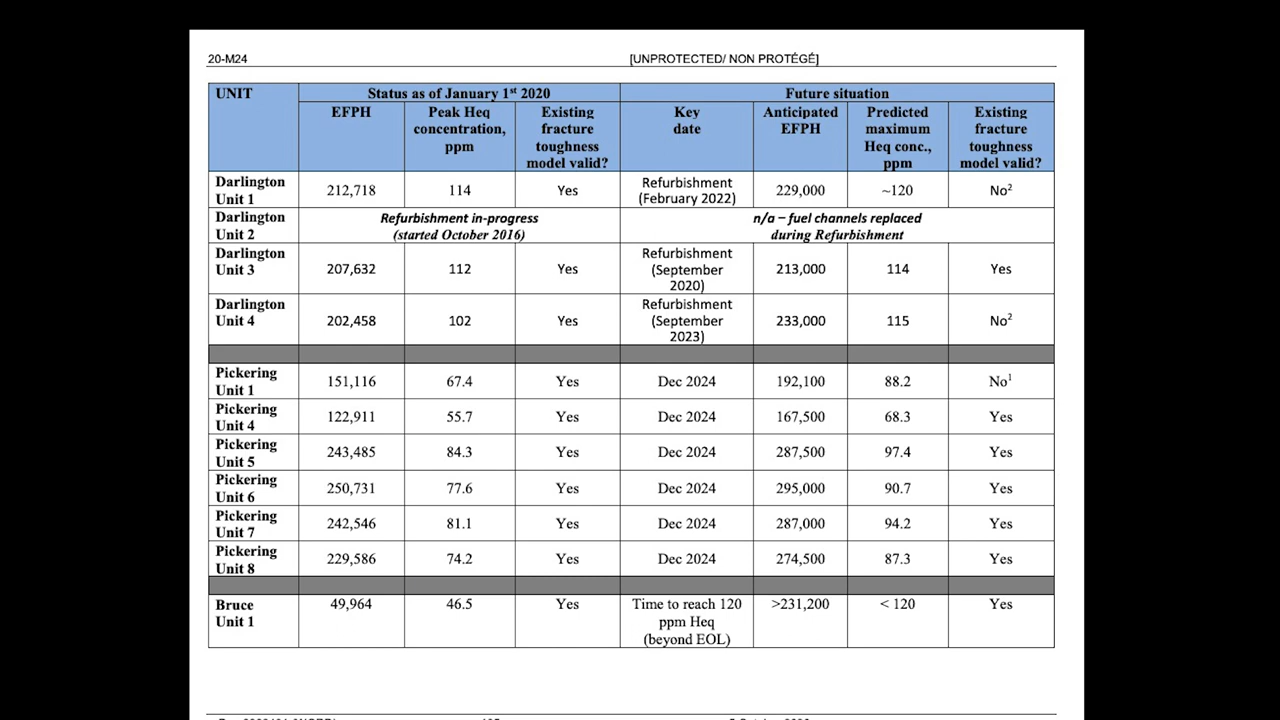 20-M24 [UNPROTECTED/ NON PROTÉGÉ]
UNIT Status as of January 1st 2020 Future situation
EFPH Peak Heq concentration, ppm Existing fracture toughness model valid? Key date Anticipated EFPH Predicted maximum Heq conc., ppm Existing fracture toughness model valid?
Darlington Unit 1 212,718 114 Yes Refurbishment (February 2022) 229,000 ~120 No2
Darlington Unit 2 Refurbishment in-progress (started October 2016) n/a – fuel channels replaced during Refurbishment
Darlington Unit 3 207,632 112 Yes Refurbishment (September 2020) 213,000 114 Yes
Darlington Unit 4 202,458 102 Yes Refurbishment (September 2023) 233,000 115 No2
Pickering Unit 1 151,116 67.4 Yes Dec 2024 192,100 88.2 No1
Pickering Unit 4 122,911 55.7 Yes Dec 2024 167,500 68.3 Yes
Pickering Unit 5 243,485 84.3 Yes Dec 2024 287,500 97.4 Yes
Pickering Unit 6 250,731 77.6 Yes Dec 2024 295,000 90.7 Yes
Pickering Unit 7 242,546 81.1 Yes Dec 2024 287,000 94.2 Yes
Pickering Unit 8 229,586 74.2 Yes Dec 2024 274,500 87.3 Yes
Bruce Unit 1 49,964 46.5 Yes Time to reach 120 ppm Heq (beyond EOL) >231,200 < 120 Yes